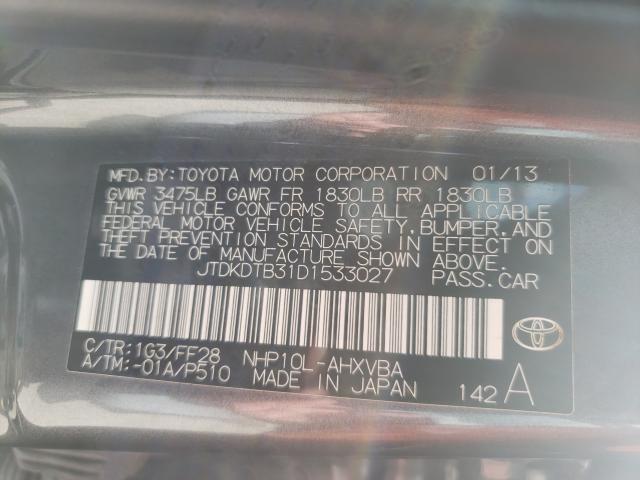 MFD.BY:TOYOTA MOTOR CORPORATION 01/13
GVWR 3475LB GAWR FR 1830LB RR 1830LB
THIS VEHICLE CONFORMS TO ALL APPLICABLE
FEDERAL MOTOR VEHICLE SAFETY,BUMPER,AND
THEFT PREVENTION STANDARDS IN EFFECT ON
THE DATE OF MANUFACTURE SHOWN ABOVE.
JTDKDTB31D1533027 PASS.CAR
C/TR:1G3/FF28 NHP10L-AHXVBA
A/TM:-01A/P510 MADE IN JAPAN 142 A